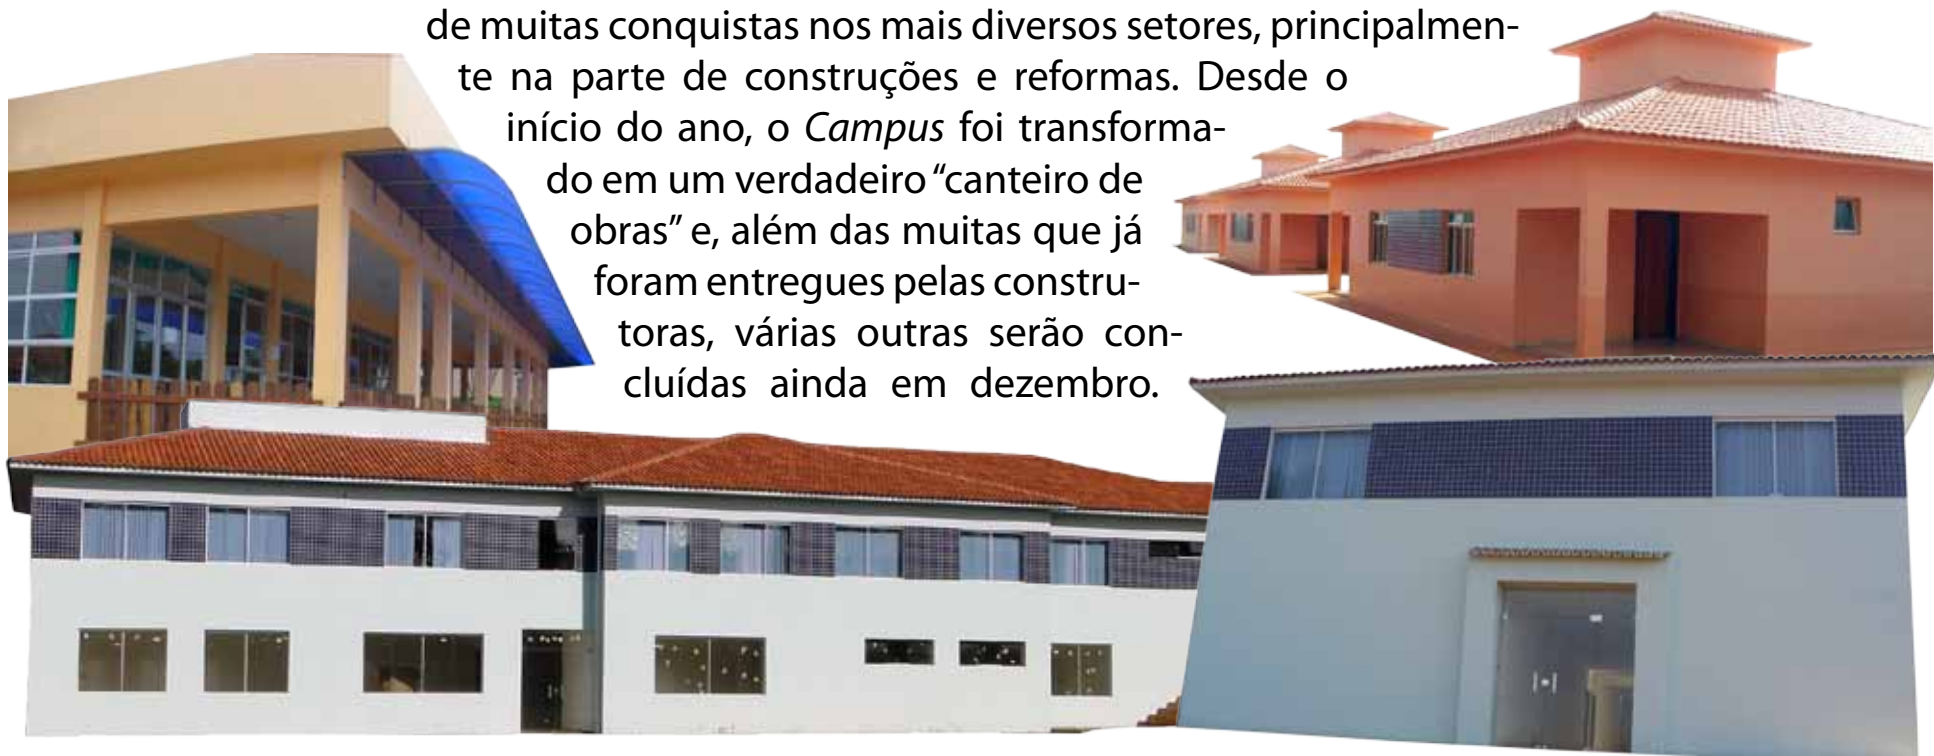 de muitas conquistas nos mais diversos setores, principalmen-
te na parte de construções e reformas. Desde o
início do ano, o Campus foi transforma-
do em um verdadeiro “canteiro de
obras” e, além das muitas que já
foram entregues pelas constru-
toras, várias outras serão con-
cluídas ainda em dezembro.